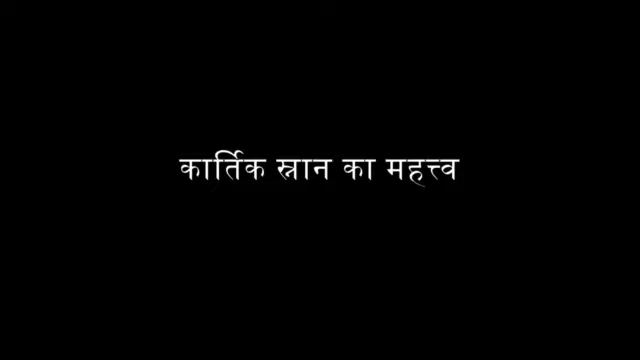 कार्तिक स्नान का महत्त्व